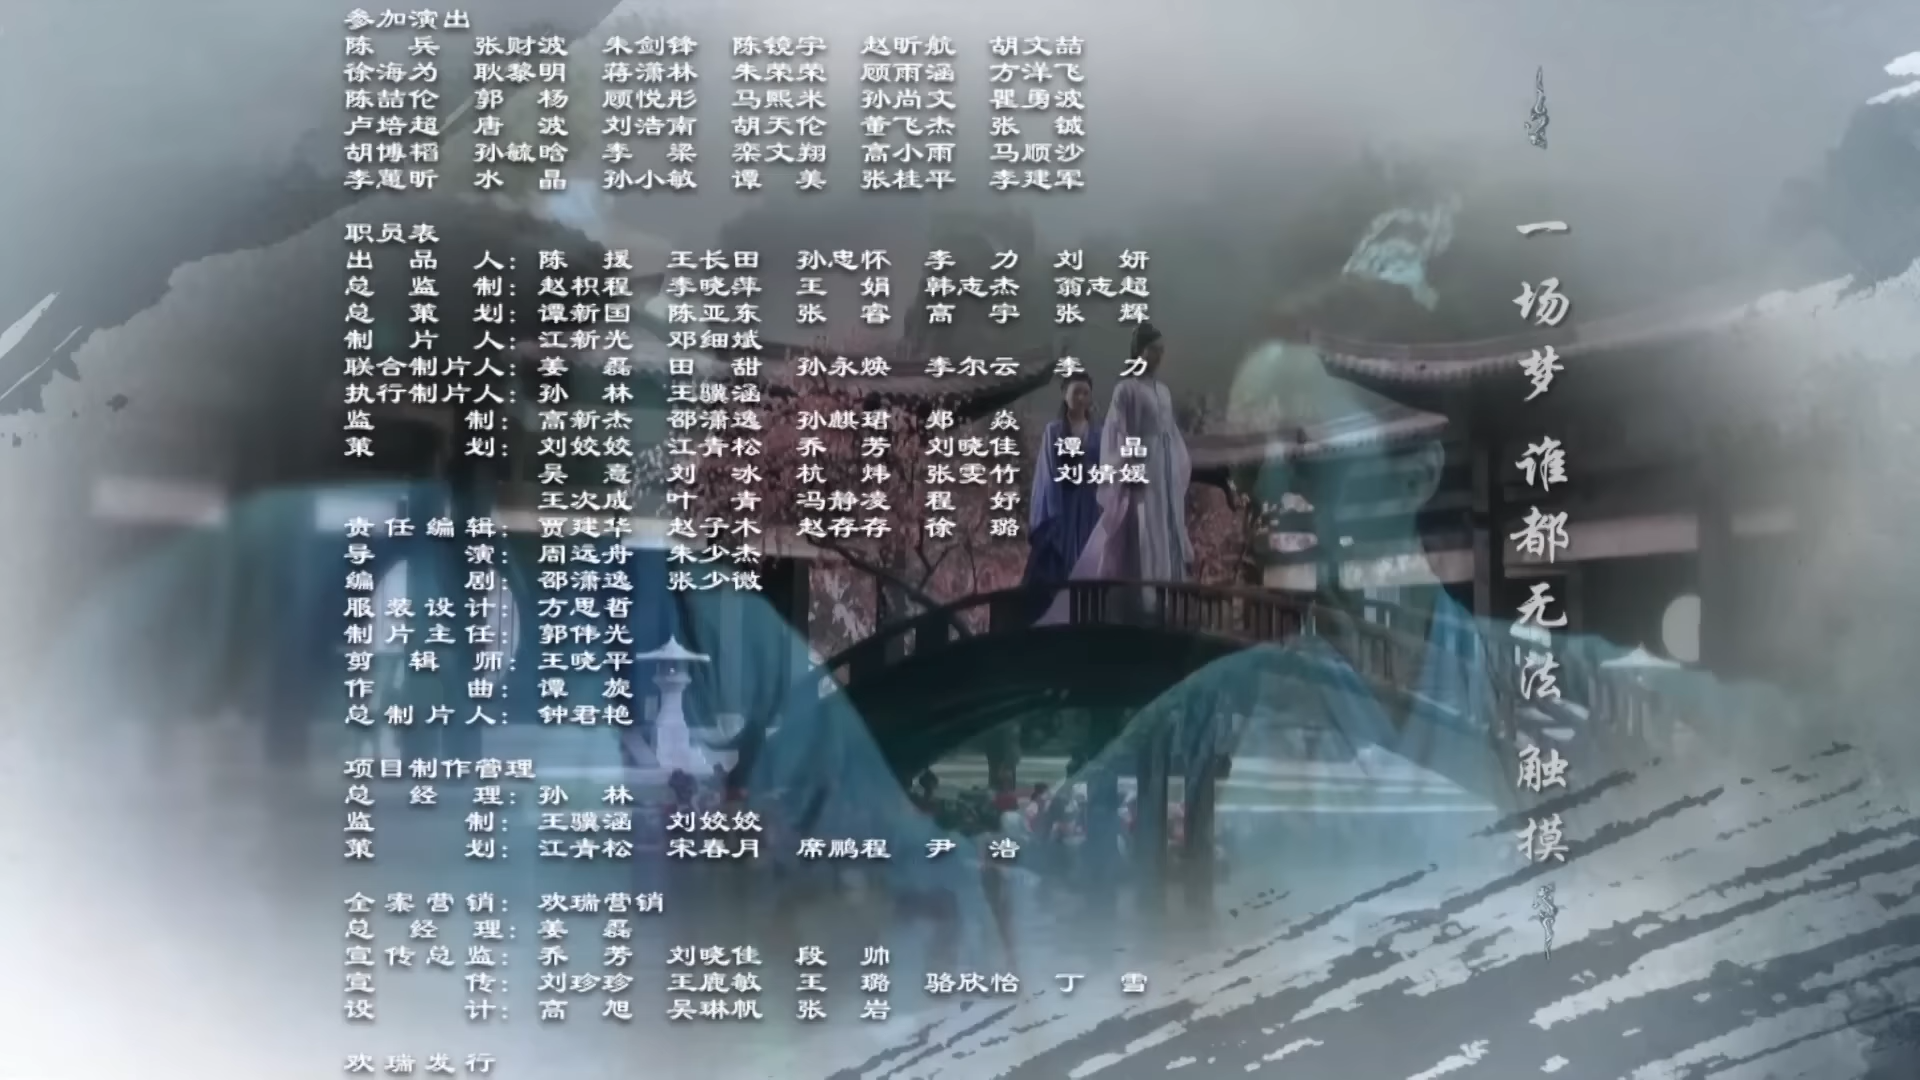 参加演出
陈 兵 张财波 朱剑锋 陈镜宇 赵昕航 胡文喆
徐海为 耿黎明 蒋潇林 朱荣荣 顾雨涵 方洋飞
陈喆伦 郭 杨 顾悦彤 马熙米 孙尚文 瞿勇波
卢培超 唐 波 刘浩南 胡天伦 董飞杰 张 铖
胡博韬 孙毓晗 李 梁 栾文翔 高小雨 马顺沙
李蕙昕 水 晶 孙小敏 谭 美 张桂平 李建军
职员表
出品人: 陈 援 王长田 孙忠怀 李 力 刘 妍
总监制: 赵枳程 李晓萍 王 娟 韩志杰 翁志超
总策划: 谭新国 陈亚东 张 睿 高 宇 张 辉
制片人: 江新光 邓细斌
联合制片人: 姜 磊 田 甜 孙永焕 李尔云 李 力
执行制片人: 孙 林 王骥涵
监制: 高新杰 邵潇逸 孙麒珺 郑 焱
策划: 刘姣姣 江青松 乔 芳 刘晓佳 谭 晶
吴 意 刘 冰 杭 炜 张雯竹 刘婧媛
王次成 叶 青 冯静凌 程 妤
责任编辑: 贾建华 赵子木 赵存存 徐 璐
导演: 周远舟 朱少杰
编剧: 邵潇逸 张少微
服装设计: 方思哲
制片主任: 郭伟光
剪辑师: 王晓平
作曲: 谭 旋
总制片人: 钟君艳
项目制作管理
总经理: 孙 林
监制: 王骥涵 刘姣姣
策划: 江青松 宋春月 席鹏程 尹 浩
全案营销: 欢瑞营销
总经理: 姜 磊
宣传总监: 乔 芳 刘晓佳 段 帅
宣传: 刘珍珍 王鹿敏 王 璐 骆欣怡 丁 雪
设计: 高 旭 吴琳帆 张 岩
欢瑞发行
一场梦 谁都无法触摸